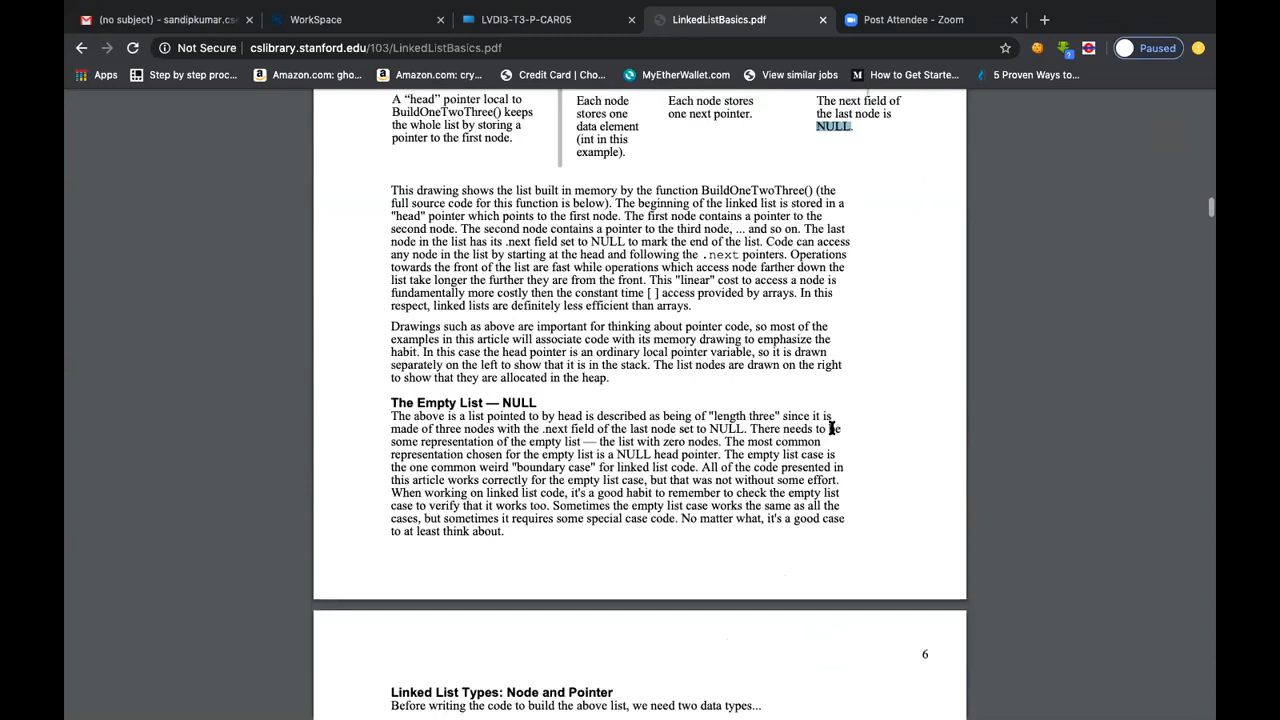 (no subject) - sandipkumar.cs
WorkSpace
LVDI3-T3-P-CAR05
LinkedListBasics.pdf
Post Attendee - Zoom
Not Secure
cslibrary.stanford.edu/103/LinkedListBasics.pdf
Paused
Apps
Step by step proc...
Amazon.com: gho...
Amazon.com: cry...
Credit Card | Cho...
MyEtherWallet.com
View similar jobs
How to Get Starte...
5 Proven Ways to...
A “head” pointer local to
BuildOneTwoThree() keeps
the whole list by storing a
pointer to the first node.
Each node
stores one
data element
(int in this
example).
Each node stores
one next pointer.
The next field of
the last node is
NULL.
This drawing shows the list built in memory by the function BuildOneTwoThree() (the
full source code for this function is below). The beginning of the linked list is stored in a
"head" pointer which points to the first node. The first node contains a pointer to the
second node. The second node contains a pointer to the third node, ... and so on. The last
node in the list has its .next field set to NULL to mark the end of the list. Code can access
any node in the list by starting at the head and following the .next pointers. Operations
towards the front of the list are fast while operations which access node farther down the
list take longer the further they are from the front. This "linear" cost to access a node is
fundamentally more costly then the constant time [ ] access provided by arrays. In this
respect, linked lists are definitely less efficient than arrays.
Drawings such as above are important for thinking about pointer code, so most of the
examples in this article will associate code with its memory drawing to emphasize the
habit. In this case the head pointer is an ordinary local pointer variable, so it is drawn
separately on the left to show that it is in the stack. The list nodes are drawn on the right
to show that they are allocated in the heap.
The Empty List — NULL
The above is a list pointed to by head is described as being of "length three" since it is
made of three nodes with the .next field of the last node set to NULL. There needs to be
some representation of the empty list — the list with zero nodes. The most common
representation chosen for the empty list is a NULL head pointer. The empty list case is
the one common weird "boundary case" for linked list code. All of the code presented in
this article works correctly for the empty list case, but that was not without some effort.
When working on linked list code, it's a good habit to remember to check the empty list
case to verify that it works too. Sometimes the empty list case works the same as all the
cases, but sometimes it requires some special case code. No matter what, it's a good case
to at least think about.
6
Linked List Types: Node and Pointer
Before writing the code to build the above list, we need two data types...